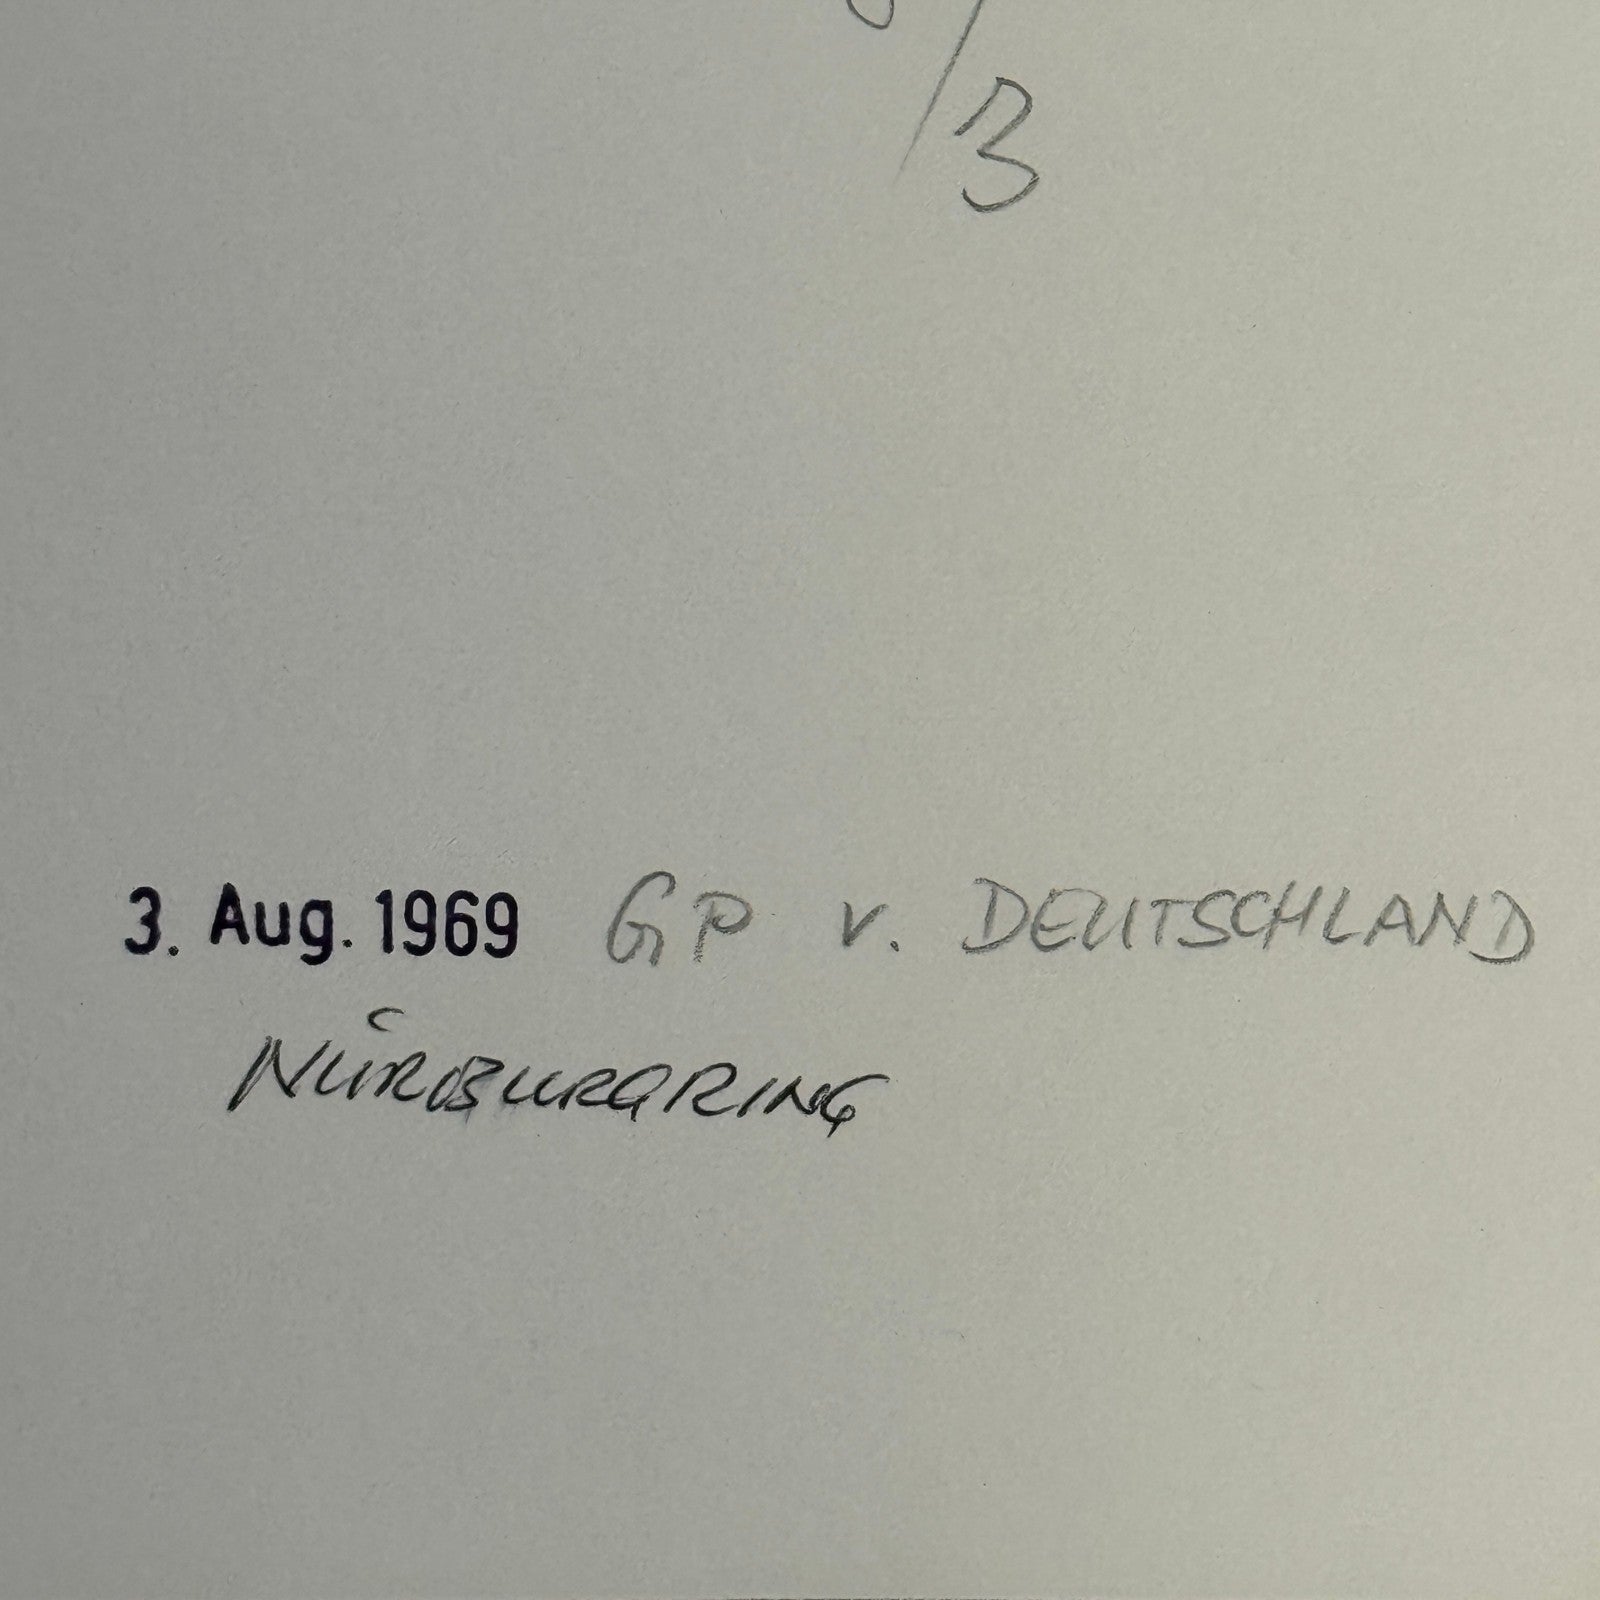 /3
3. Aug. 1969 GP v. DEUTSCHLAND
NÜRBURGRING